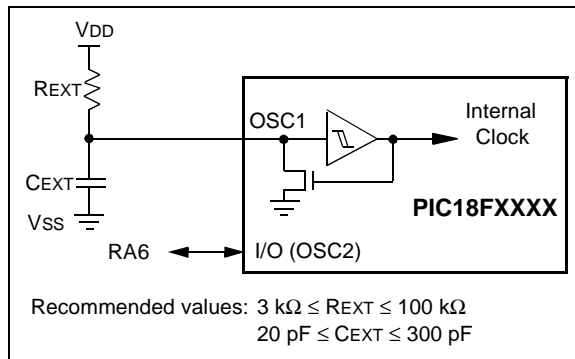 VDD
REXT
OSC1
Internal
Clock
CEXT
PIC18FXXXX
VSS
RA6
I/O (OSC2)
Recommended values: 3 kΩ ≤ REXT ≤ 100 kΩ
20 pF ≤ CEXT ≤ 300 pF